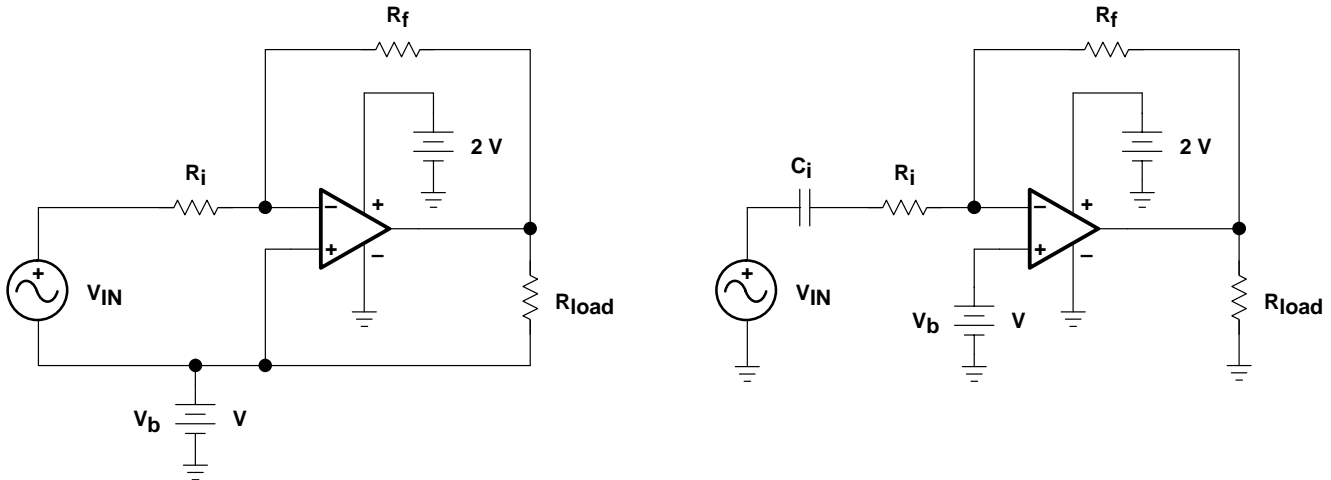 Rf
2 V
Ri
−
+
+
−
+
VIN
Rload
Vb
V
Rf
2 V
Ci
Ri
−
+
+
−
+
VIN
Vb
V
Rload